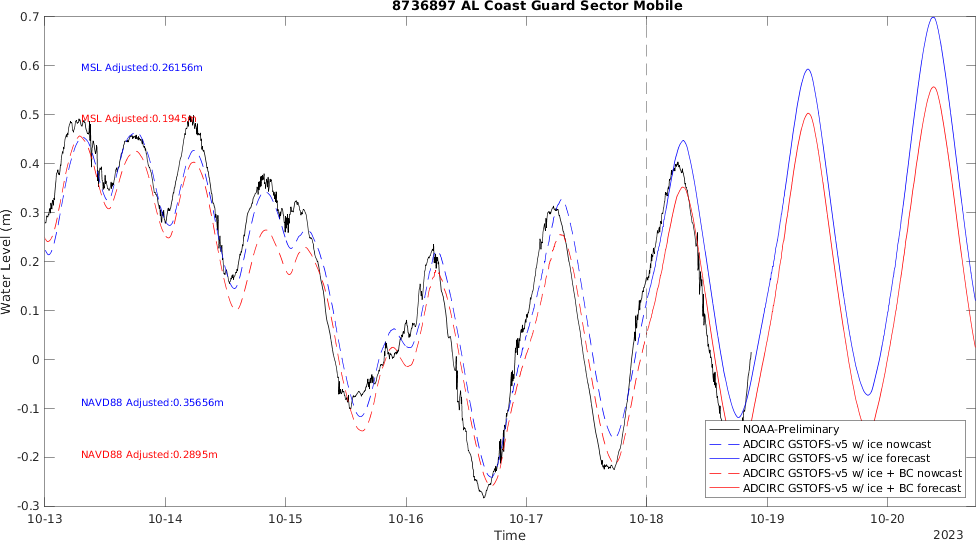 8736897 AL Coast Guard Sector Mobile
0.7
0.6
0.5
0.4
0.3
0.2
0.1
0
-0.1
-0.2
-0.3
Water Level (m)
MSL Adjusted:0.26156m
MSL Adjusted:0.1945m
NAVD88 Adjusted:0.35656m
NAVD88 Adjusted:0.2895m
NOAA-Preliminary
ADCIRC GSTOFS-v5 w/ ice nowcast
ADCIRC GSTOFS-v5 w/ ice forecast
ADCIRC GSTOFS-v5 w/ ice + BC nowcast
ADCIRC GSTOFS-v5 w/ ice + BC forecast
10-13 10-14 10-15 10-16 10-17 10-18 10-19 10-20
Time
2023